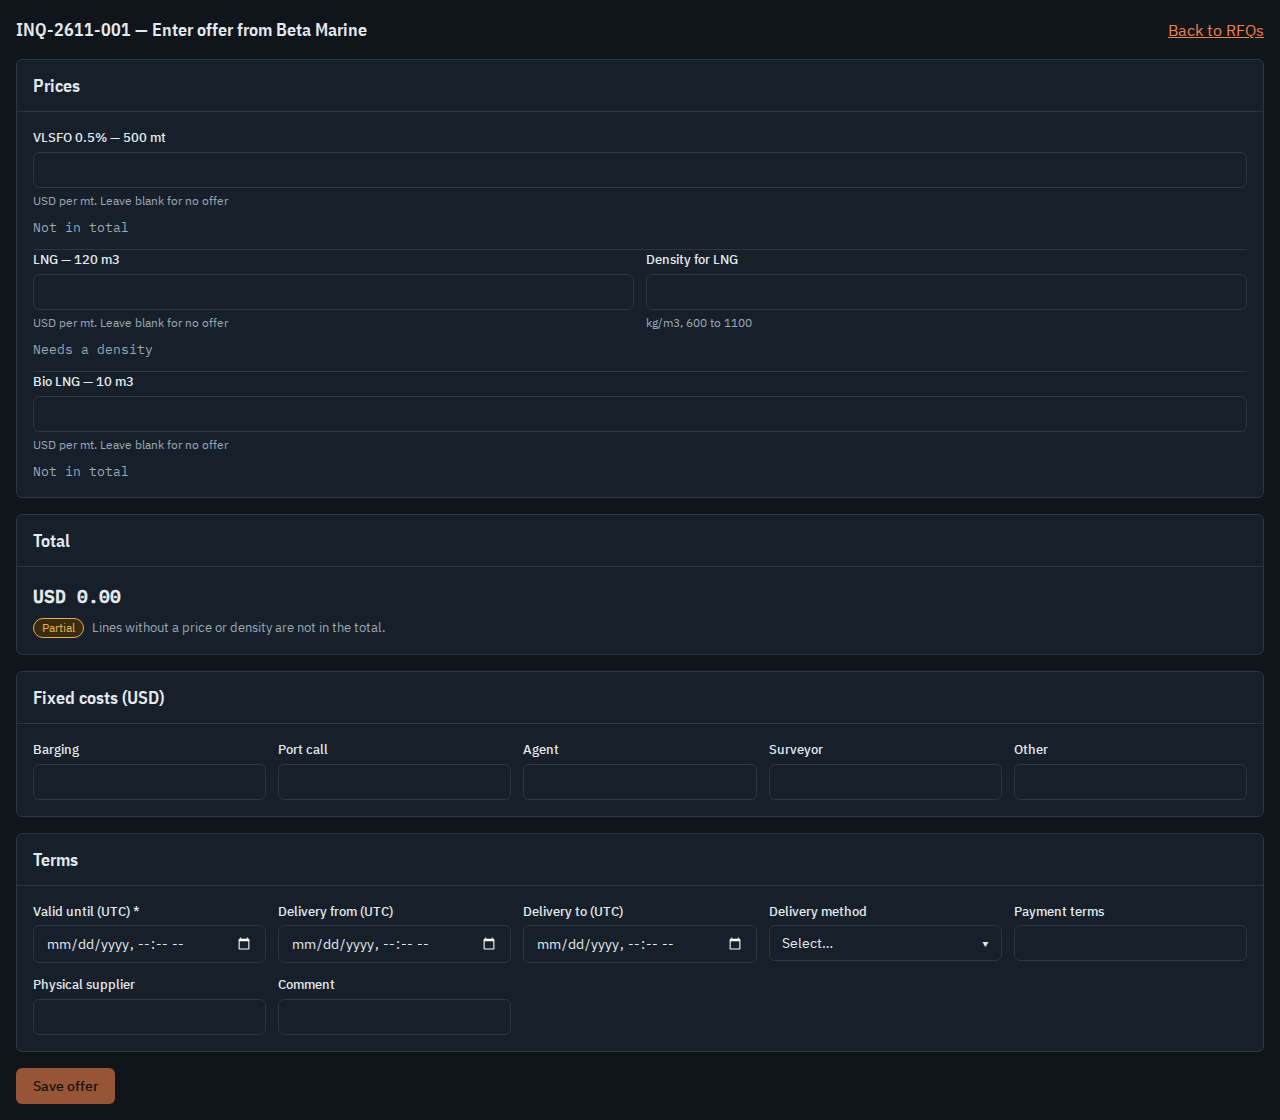 INQ-2611-001 — Enter offer from Beta Marine
Back to RFQs
Prices
VLSFO 0.5% — 500 mt
USD per mt. Leave blank for no offer
Not in total
LNG — 120 m3
Density for LNG
USD per mt. Leave blank for no offer
kg/m3, 600 to 1100
Needs a density
Bio LNG — 10 m3
USD per mt. Leave blank for no offer
Not in total
Total
USD 0.00
Partial Lines without a price or density are not in the total.
Fixed costs (USD)
Barging
Port call
Agent
Surveyor
Other
Terms
Valid until (UTC) *
Delivery from (UTC)
Delivery to (UTC)
Delivery method
Payment terms
mm/dd/yyyy, --:-- --
mm/dd/yyyy, --:-- --
mm/dd/yyyy, --:-- --
Select...
Physical supplier
Comment
Save offer